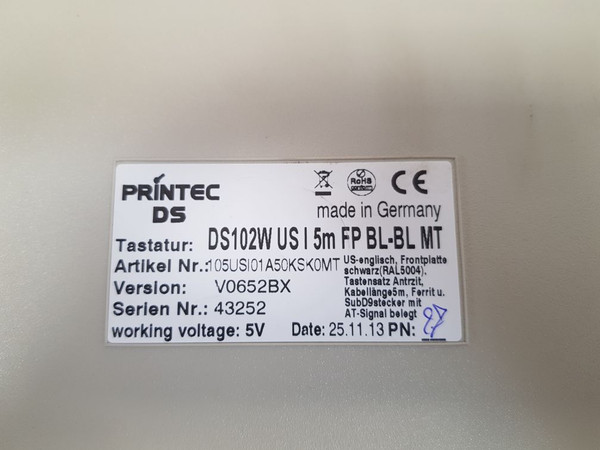 PRINTEC
DS
RoHS
CE
made in Germany
Tastatur: DS102W US I 5m FP BL-BL MT
Artikel Nr.:105USI01A50KSK0MT
Version: V0652BX
Serien Nr.: 43252
working voltage: 5V
US-englisch, Frontplatte
schwarz(RAL5004),
Tastensatz Antrzit,
Kabellänge5m, Ferrit u.
SubD9stecker mit
AT-Signal belegt
Date: 25.11.13 PN: